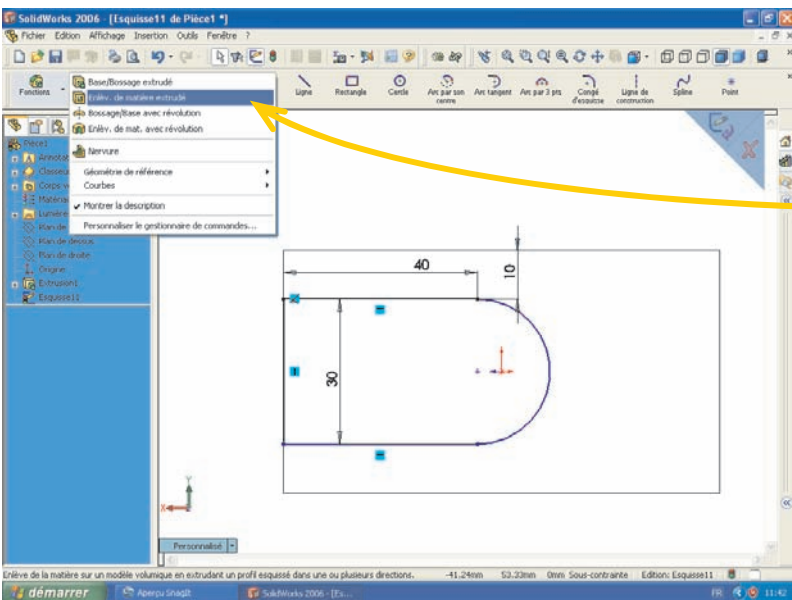 SolidWorks 2006 - [Esquisse11 de Pièce1 *]
Fichier Edition Affichage Insertion Outils Fenêtre ?
Fonctions
Ligne Rectangle Cercle Arc par son centre Arc tangent Arc par 3 pts Congé d'esquisse Ligne de construction Spline Point
Base/Bossage extrudé
Enlèv. de matière extrudé
Bossage/Base avec révolution
Enlèv. de mat. avec révolution
Nervure
Géométrie de référence
Courbes
Montrer la description
Personnaliser le gestionnaire de commandes...
Pièce1
Annotat
Classeu
Corps v
Matériau
Lumière
Plan de
Plan de dessus
Plan de droite
Origine
Extrusion1
Esquisse11
40
10
30
Y
X
Personnalisé
Enlève de la matière sur un modèle volumique en extrudant un profil esquissé dans une ou plusieurs directions. -41.24mm 53.33mm 0mm Sous-contrainte Edition: Esquisse11
démarrer Aperçu SnagIt SolidWorks 2006 - [Es... FR 11:42